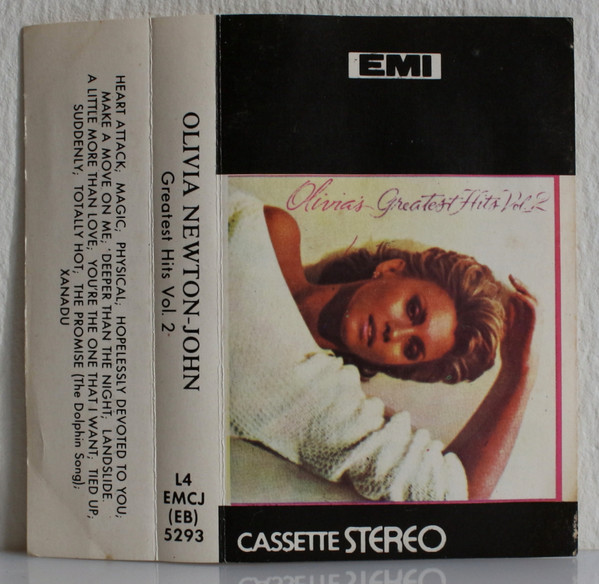 HEART ATTACK, MAGIC, PHYSICAL, HOPELESSLY DEVOTED TO YOU,
MAKE A MOVE ON ME, DEEPER THAN THE NIGHT, LANDSLIDE,
A LITTLE MORE THAN LOVE, YOU'RE THE ONE THAT I WANT, TIED UP,
SUDDENLY, TOTALLY HOT, THE PROMISE (The Dolphin Song),
XANADU
OLIVIA NEWTON-JOHN
Greatest Hits Vol. 2
L4
EMCJ
(EB)
5293
EMI
Olivia's Greatest Hits Vol. 2
CASSETTE STEREO